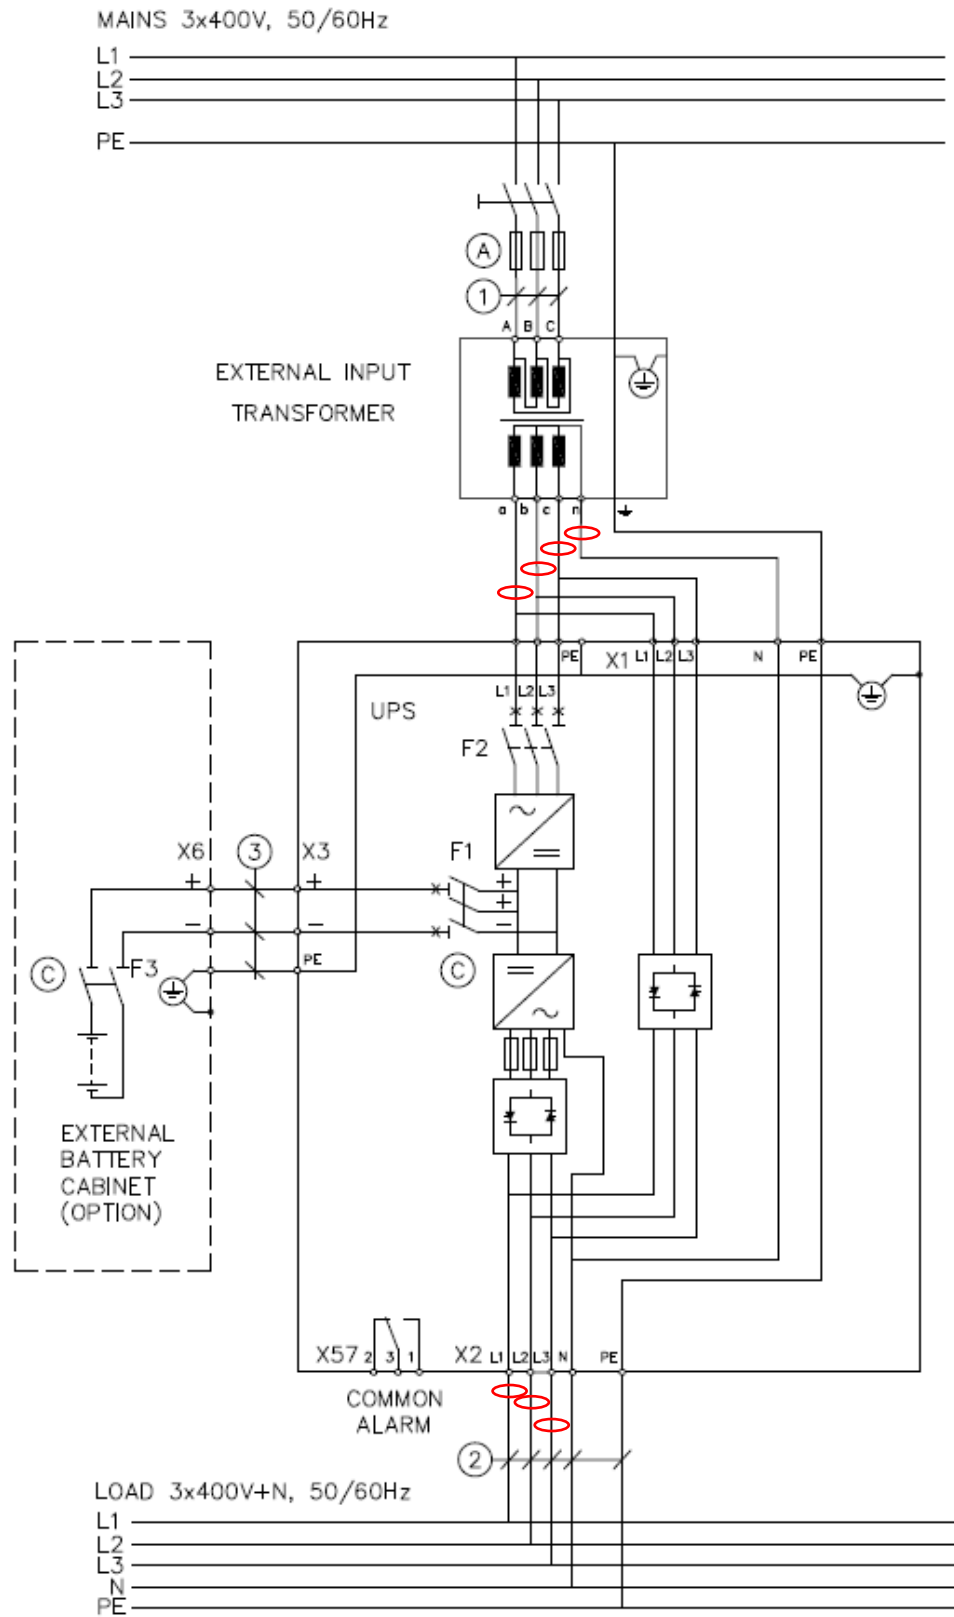 MAINS 3x400V, 50/60Hz
L1
L2
L3
PE
A
1
A B C
EXTERNAL INPUT
TRANSFORMER
a b c n
PE X1 L1 L2 L3 N PE
L1 L2 L3
UPS
F2
X6 3 X3 F1
+ + +
+
- - -
PE
C F3 C
EXTERNAL
BATTERY
CABINET
(OPTION)
X57 2 3 1 X2 L1 L2 L3 N PE
COMMON
ALARM
2
LOAD 3x400V+N, 50/60Hz
L1
L2
L3
N
PE